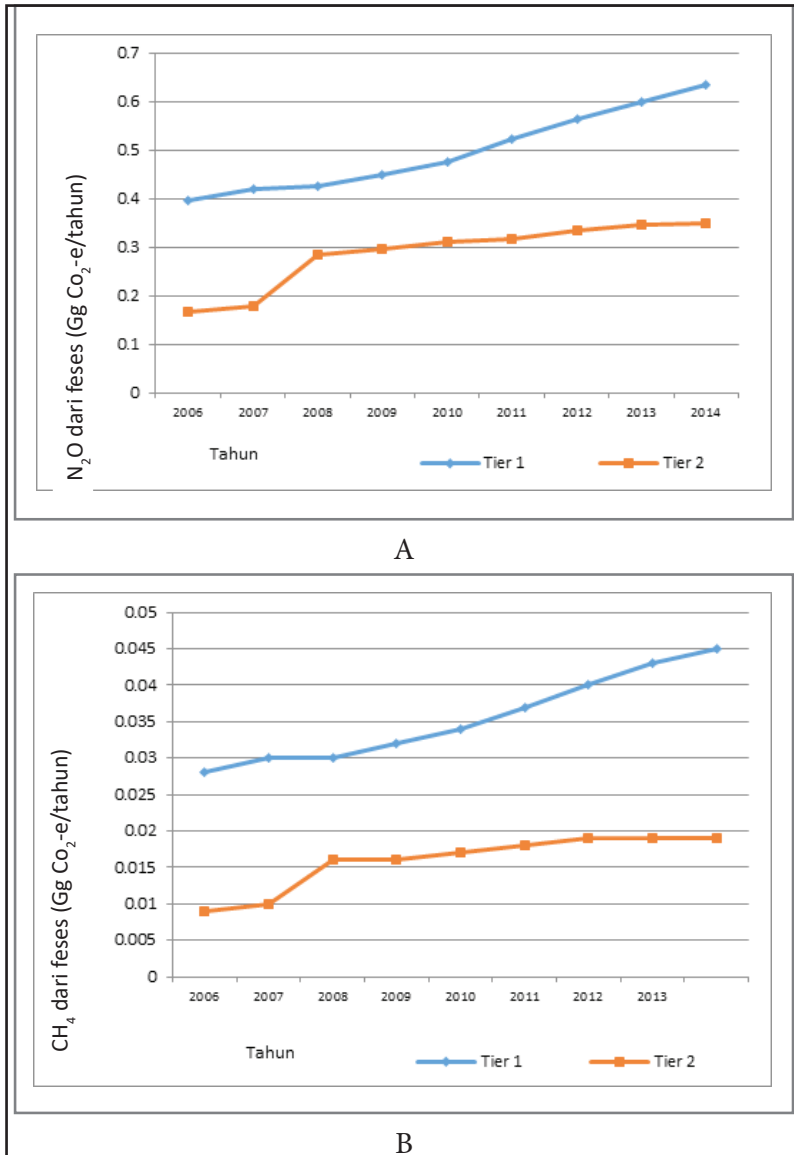 N₂O dari feses (Gg Co₂-e/tahun)
0.7
0.6
0.5
0.4
0.3
0.2
0.1
0
2006 2007 2008 2009 2010 2011 2012 2013 2014
Tahun
Tier 1 Tier 2
A
CH₄ dari feses (Gg Co₂-e/tahun)
0.05
0.045
0.04
0.035
0.03
0.025
0.02
0.015
0.01
0.005
0
2006 2007 2008 2009 2010 2011 2012 2013
Tahun
Tier 1 Tier 2
B